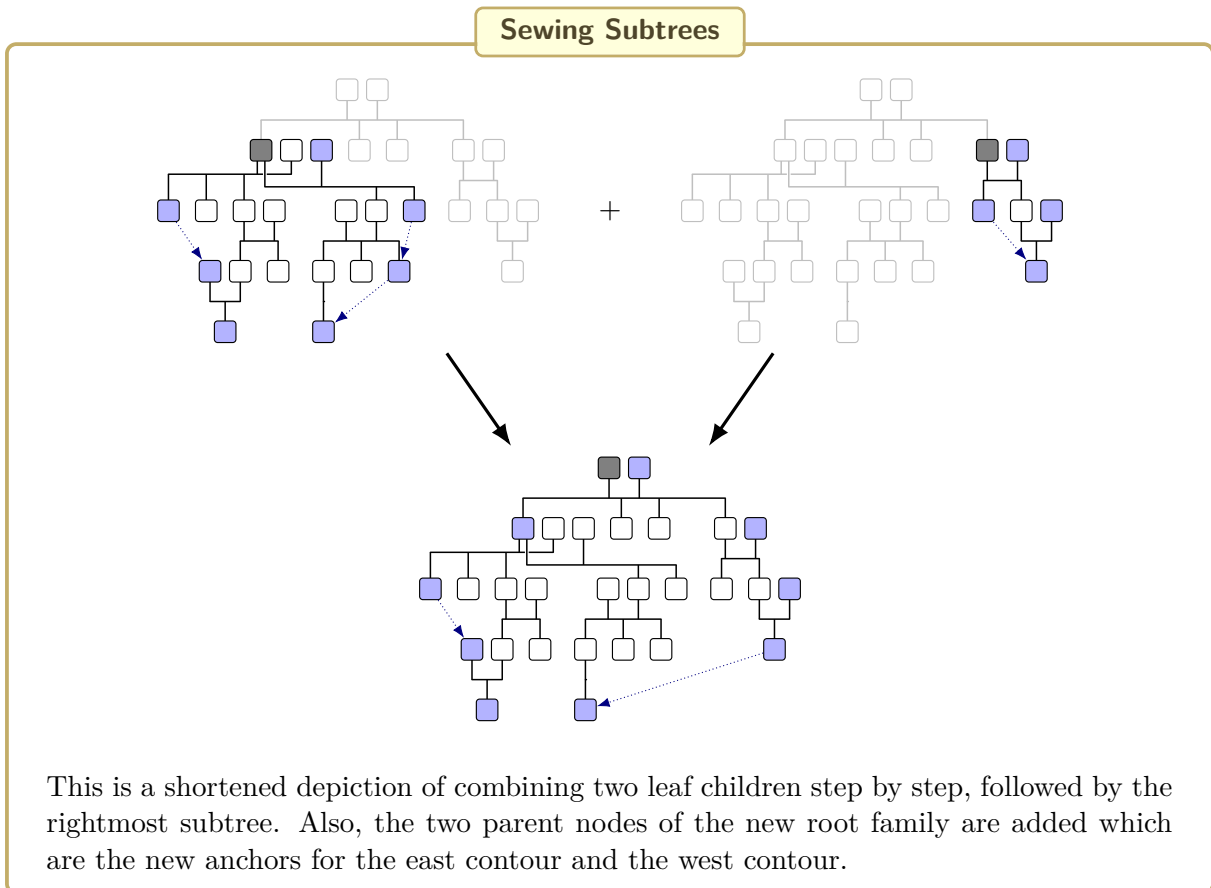 Sewing Subtrees
+
This is a shortened depiction of combining two leaf children step by step, followed by the
rightmost subtree. Also, the two parent nodes of the new root family are added which
are the new anchors for the east contour and the west contour.